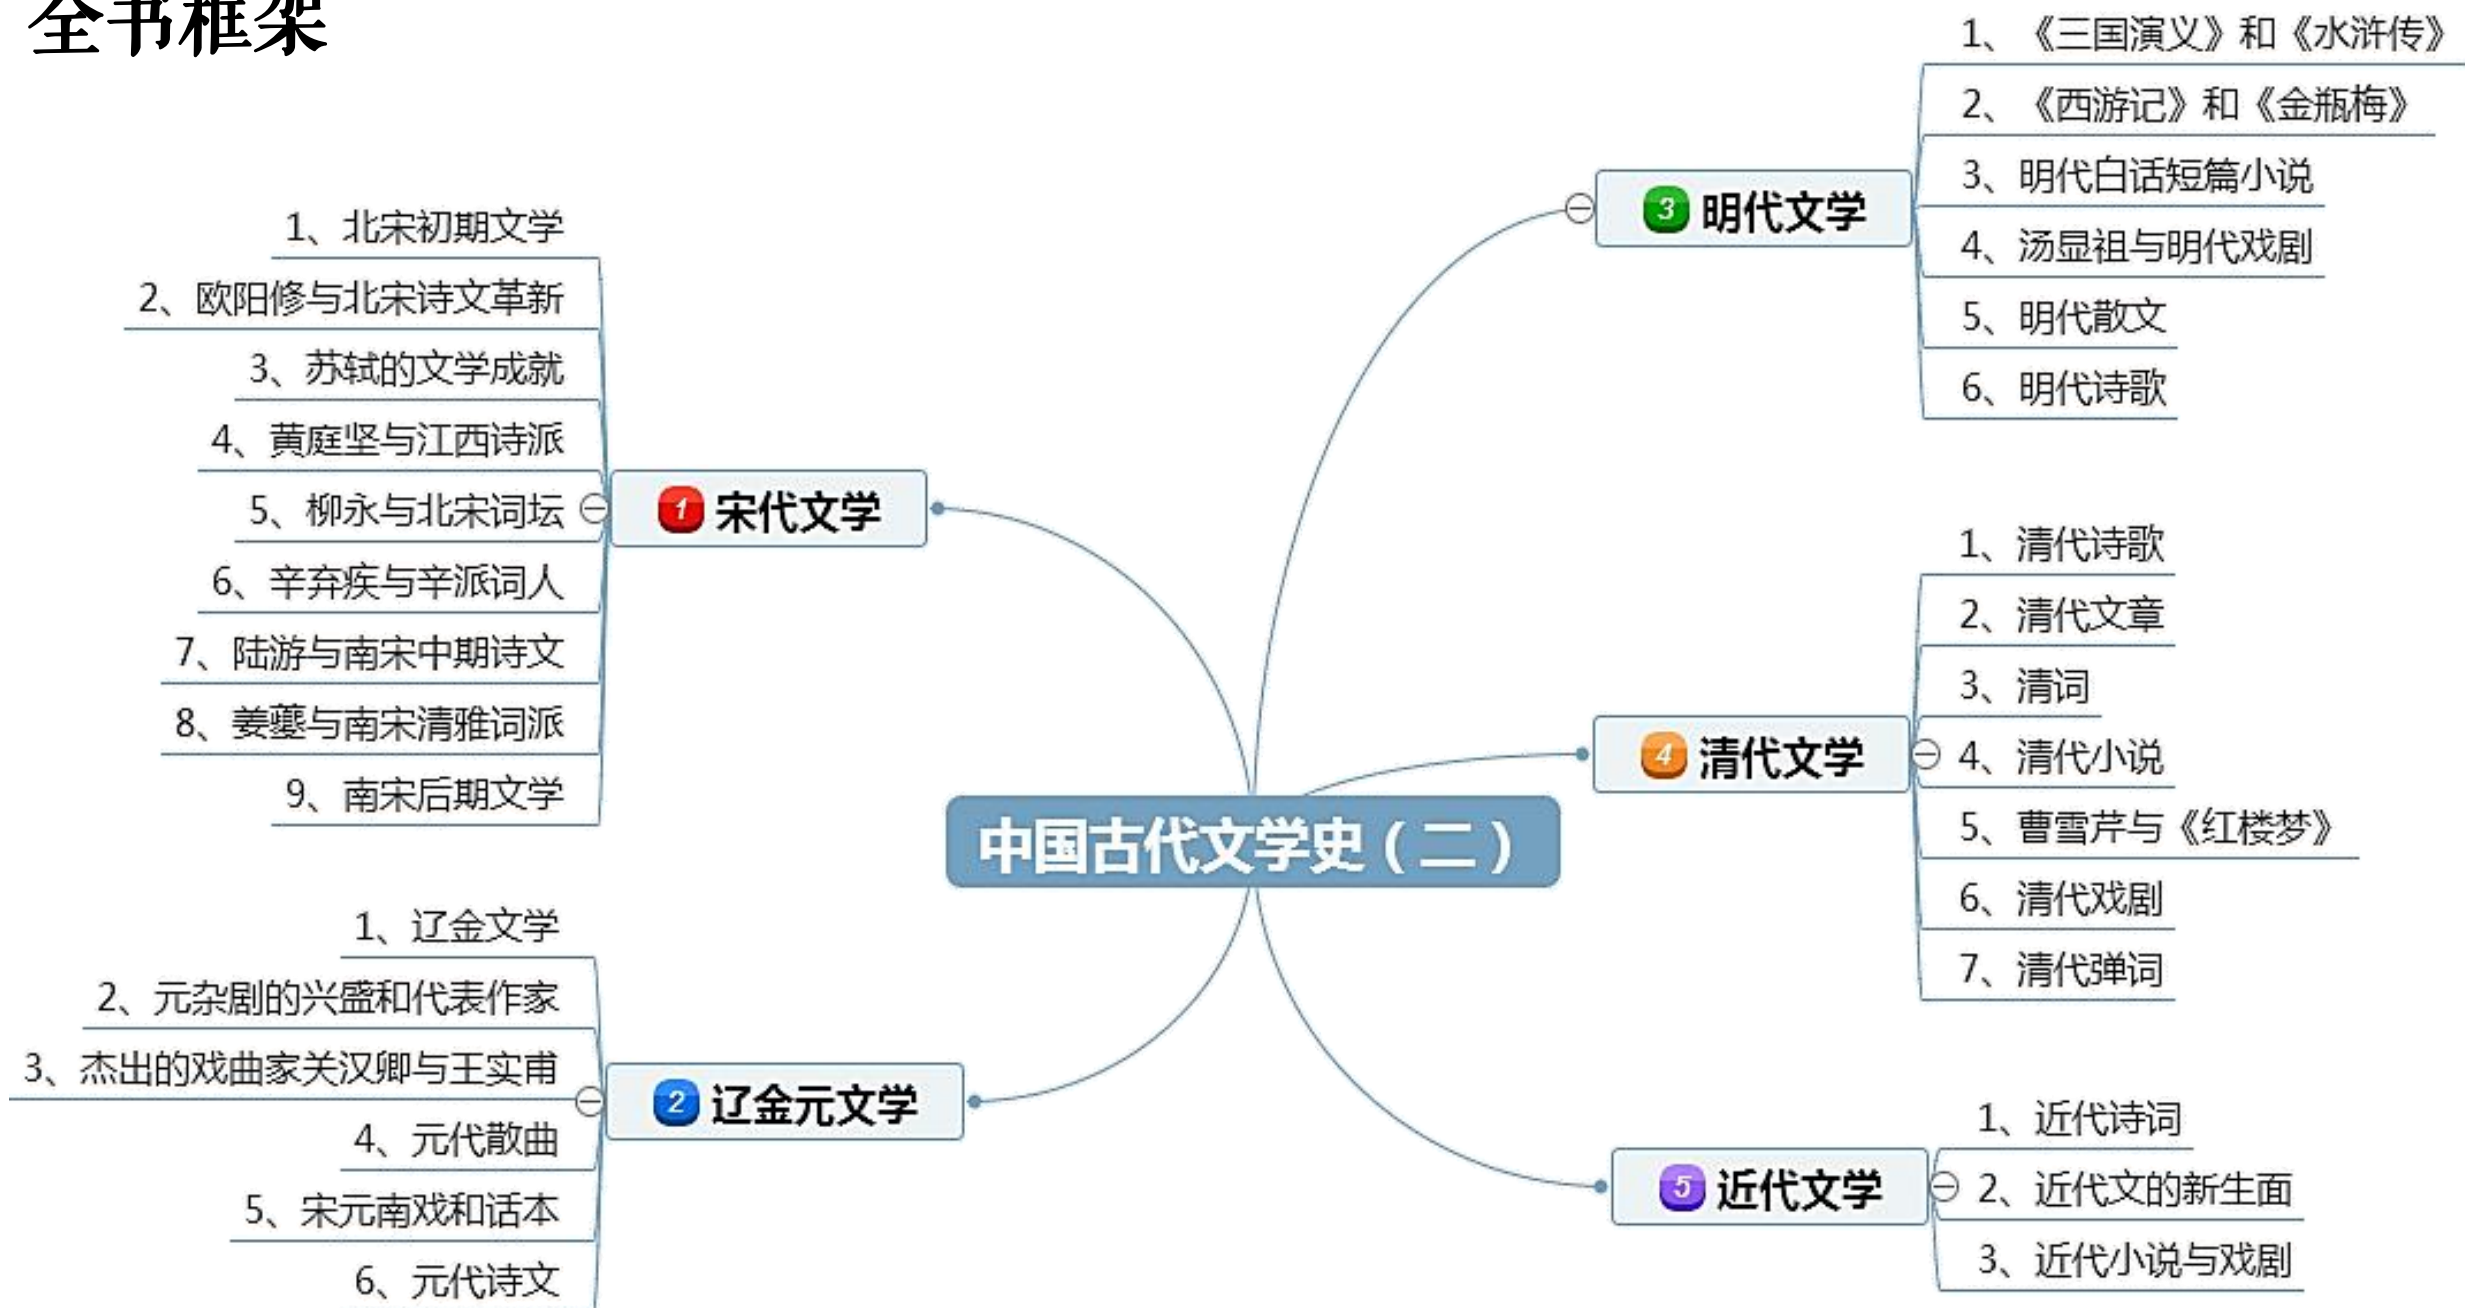 全书框架
中国古代文学史（二）
1 宋代文学
1、北宋初期文学
2、欧阳修与北宋诗文革新
3、苏轼的文学成就
4、黄庭坚与江西诗派
5、柳永与北宋词坛
6、辛弃疾与辛派词人
7、陆游与南宋中期诗文
8、姜夔与南宋清雅词派
9、南宋后期文学
2 辽金元文学
1、辽金文学
2、元杂剧的兴盛和代表作家
3、杰出的戏曲家关汉卿与王实甫
4、元代散曲
5、宋元南戏和话本
6、元代诗文
3 明代文学
1、《三国演义》和《水浒传》
2、《西游记》和《金瓶梅》
3、明代白话短篇小说
4、汤显祖与明代戏剧
5、明代散文
6、明代诗歌
4 清代文学
1、清代诗歌
2、清代文章
3、清词
4、清代小说
5、曹雪芹与《红楼梦》
6、清代戏剧
7、清代弹词
5 近代文学
1、近代诗词
2、近代文的新生面
3、近代小说与戏剧